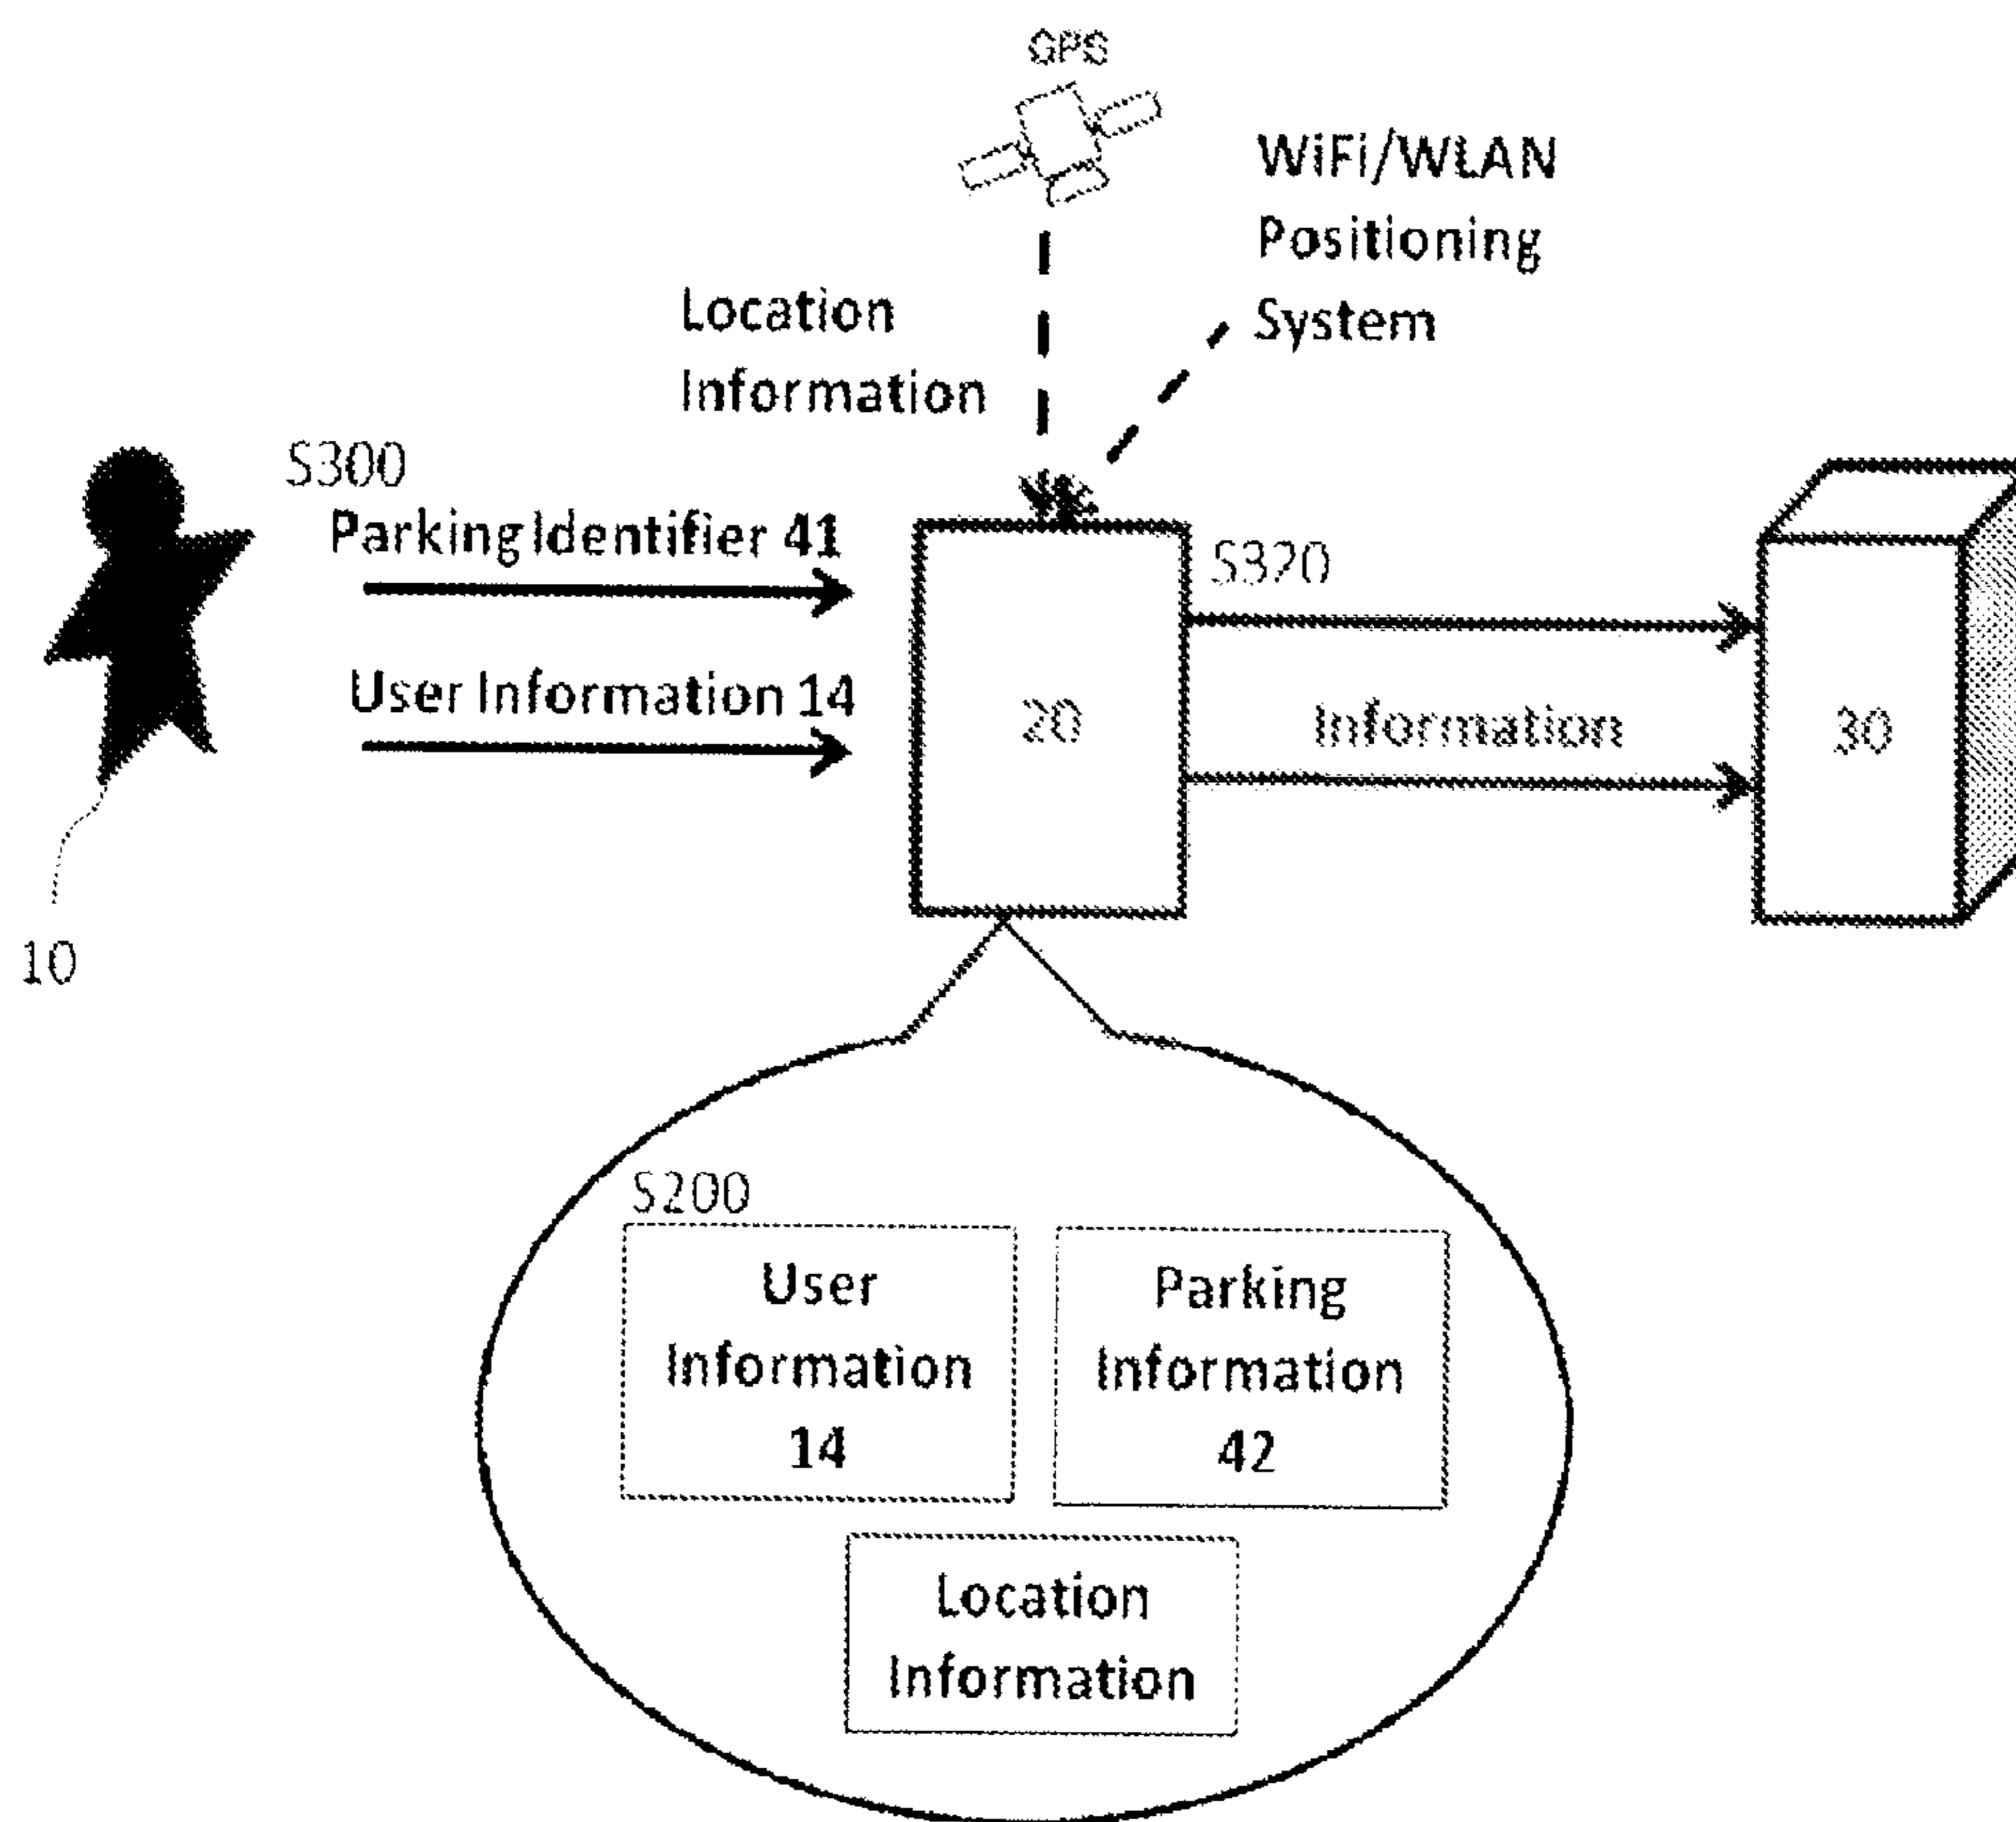 GPS
WiFi/WLAN
Positioning
System
Location
Information
S300
Parking Identifier 41
S320
User Information 14
20
Information
30
10
S200
User
Information
14
Parking
Information
42
Location
Information